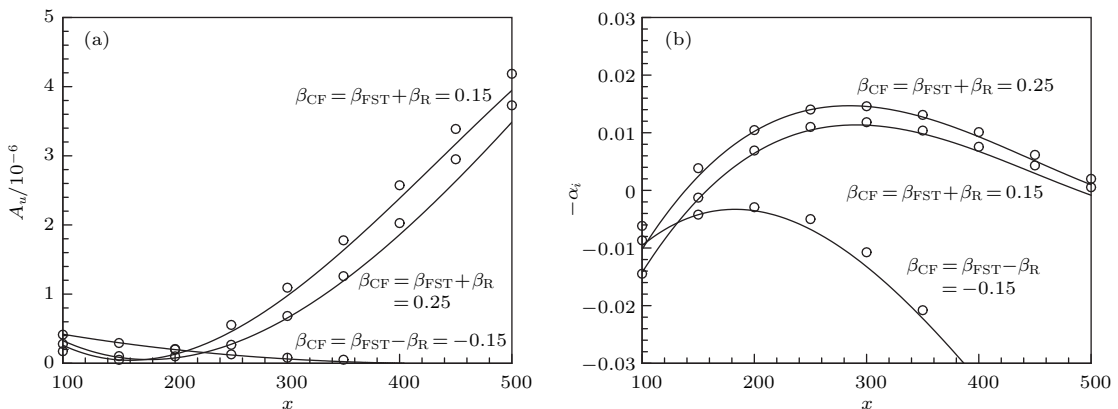 5
(a)
4
β_CF = β_FST + β_R = 0.15
3
A_u/10^−6
2
1
β_CF = β_FST + β_R
= 0.25
β_CF = β_FST − β_R = −0.15
0
100 200 300 400 500
x
0.03
(b)
0.02
β_CF = β_FST + β_R = 0.25
0.01
−α_i
0
β_CF = β_FST + β_R = 0.15
−0.01
β_CF = β_FST − β_R
= −0.15
−0.02
−0.03
100 200 300 400 500
x